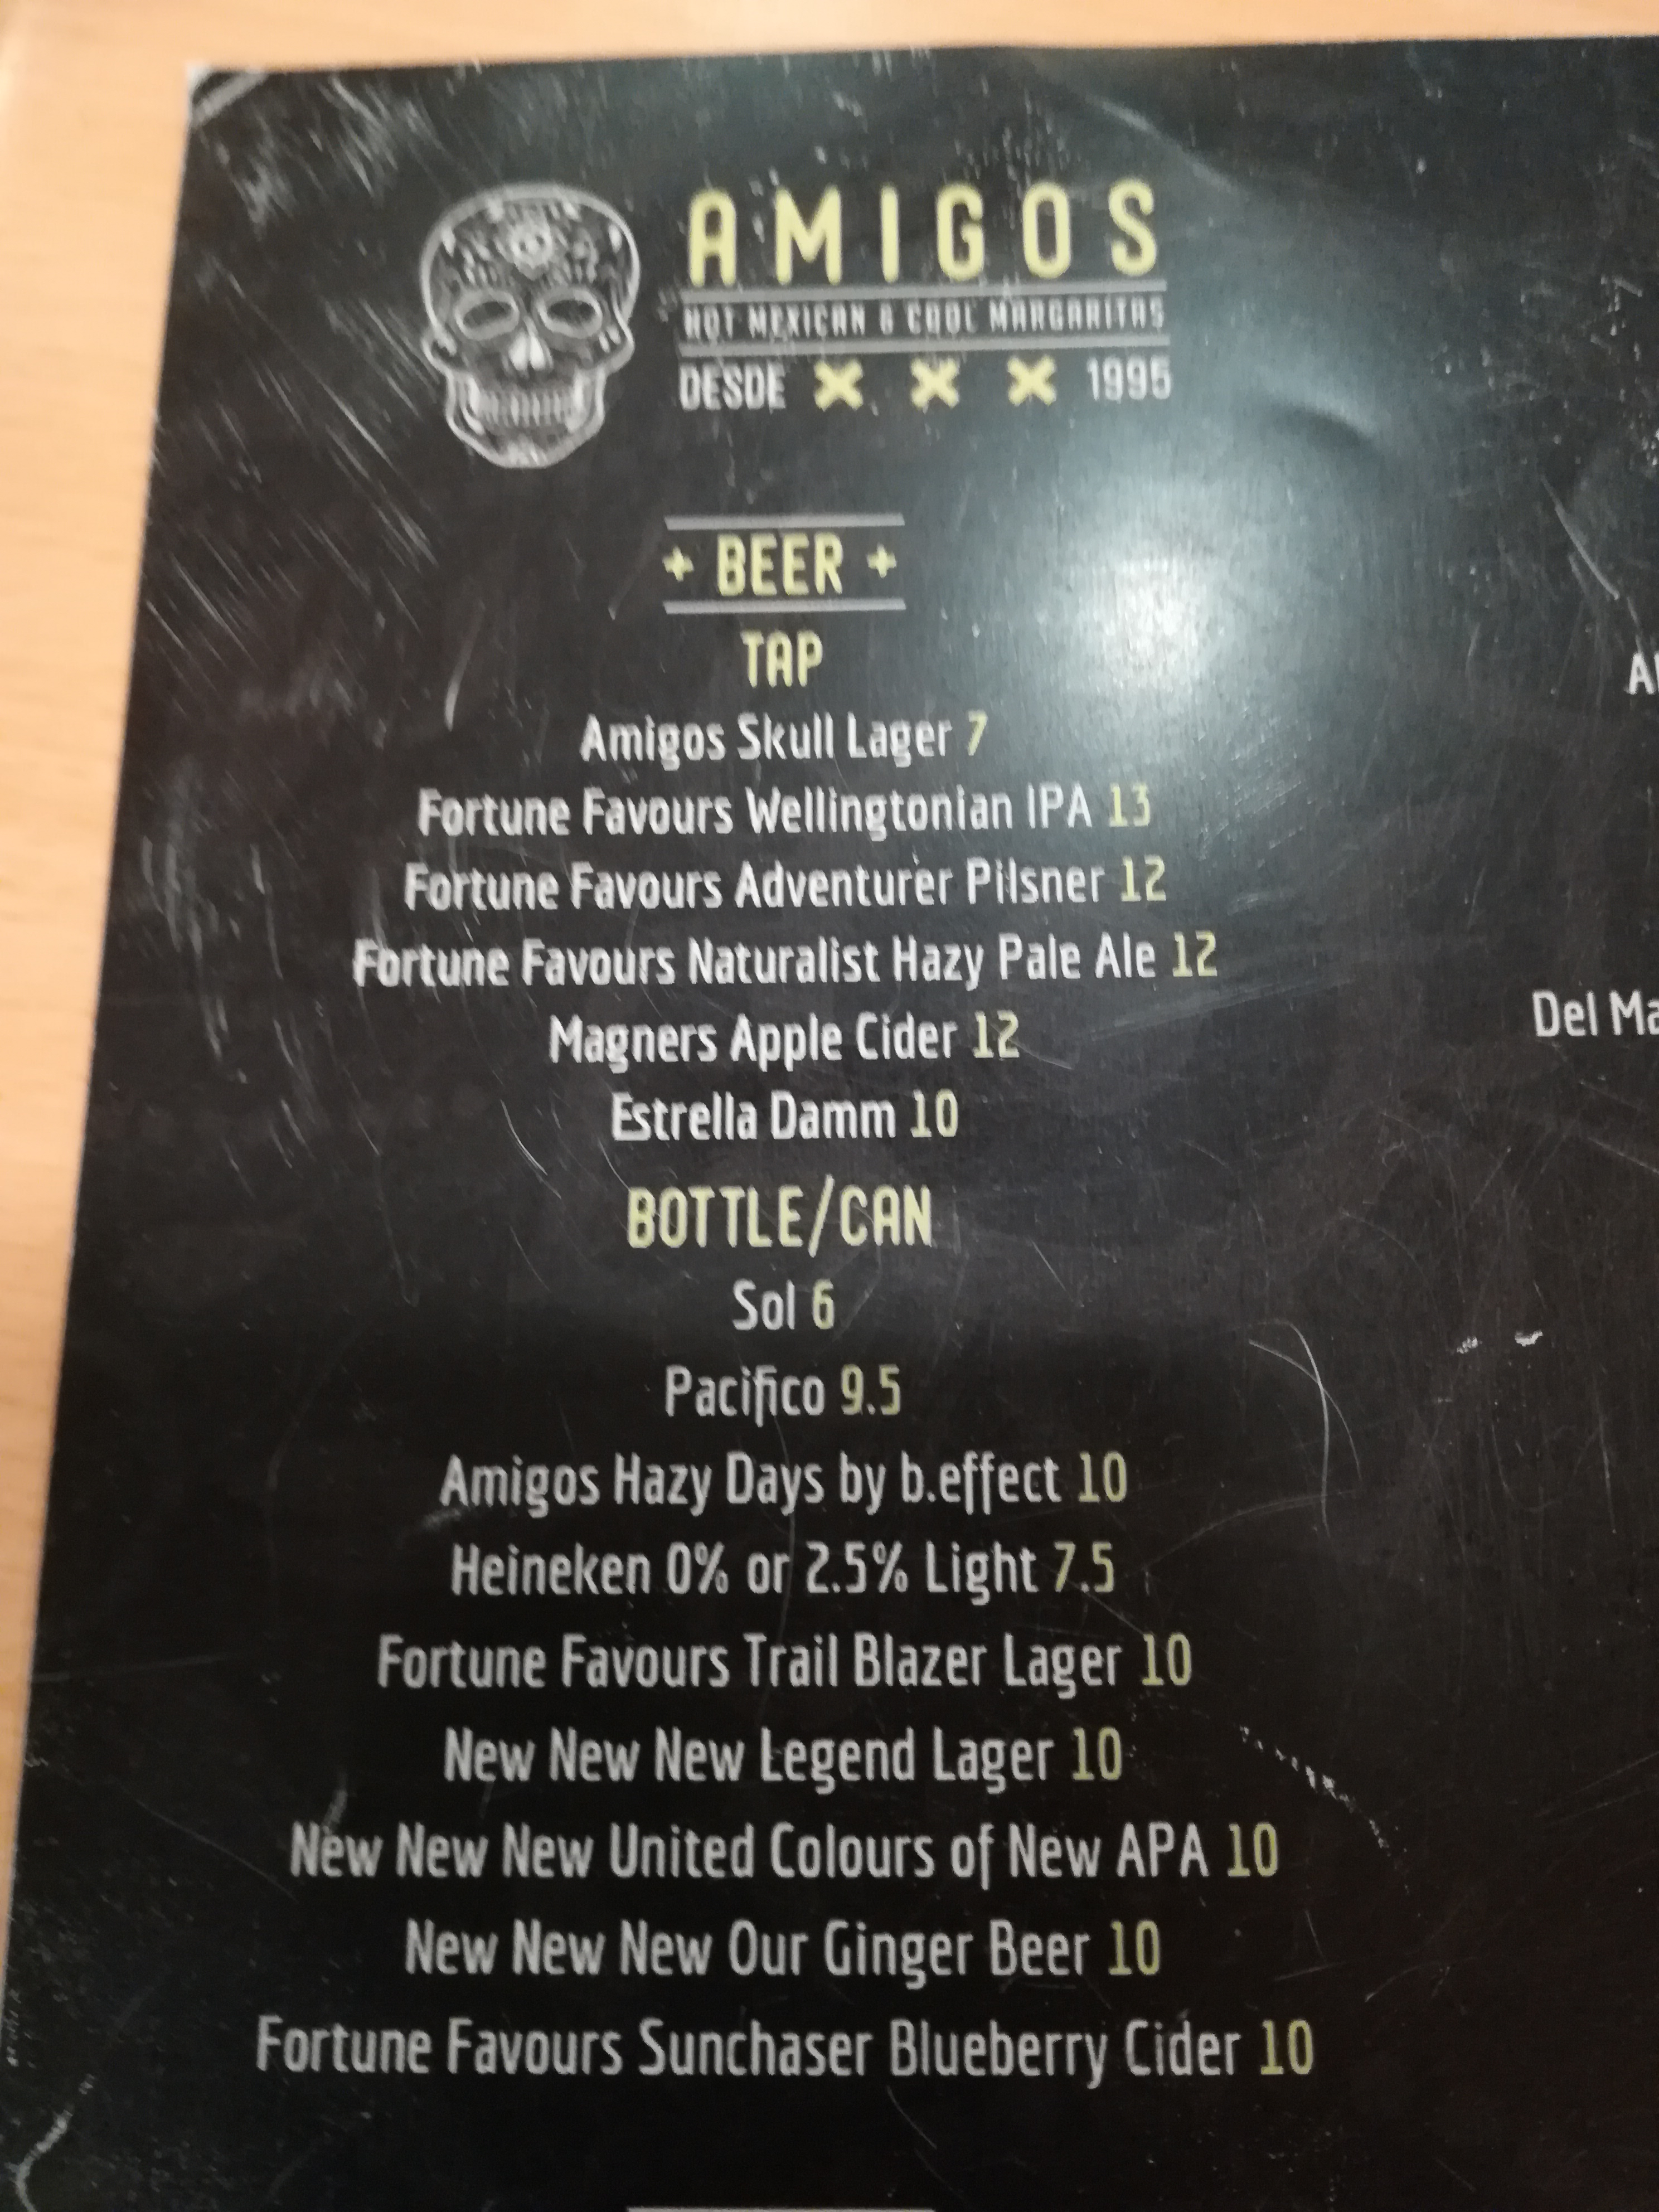 AMIGOS
HOT MEXICAN & COOL MARGARITAS
DESDE 1995
+ BEER +
TAP
Amigos Skull Lager 7
Fortune Favours Wellingtonian IPA 13
Fortune Favours Adventurer Pilsner 12
Fortune Favours Naturalist Hazy Pale Ale 12
Magners Apple Cider 12
Estrella Damm 10
BOTTLE/CAN
Sol 6
Pacifico 9.5
Amigos Hazy Days by b.effect 10
Heineken 0% or 2.5% Light 7.5
Fortune Favours Trail Blazer Lager 10
New New New Legend Lager 10
New New New United Colours of New APA 10
New New New Our Ginger Beer 10
Fortune Favours Sunchaser Blueberry Cider 10
Del